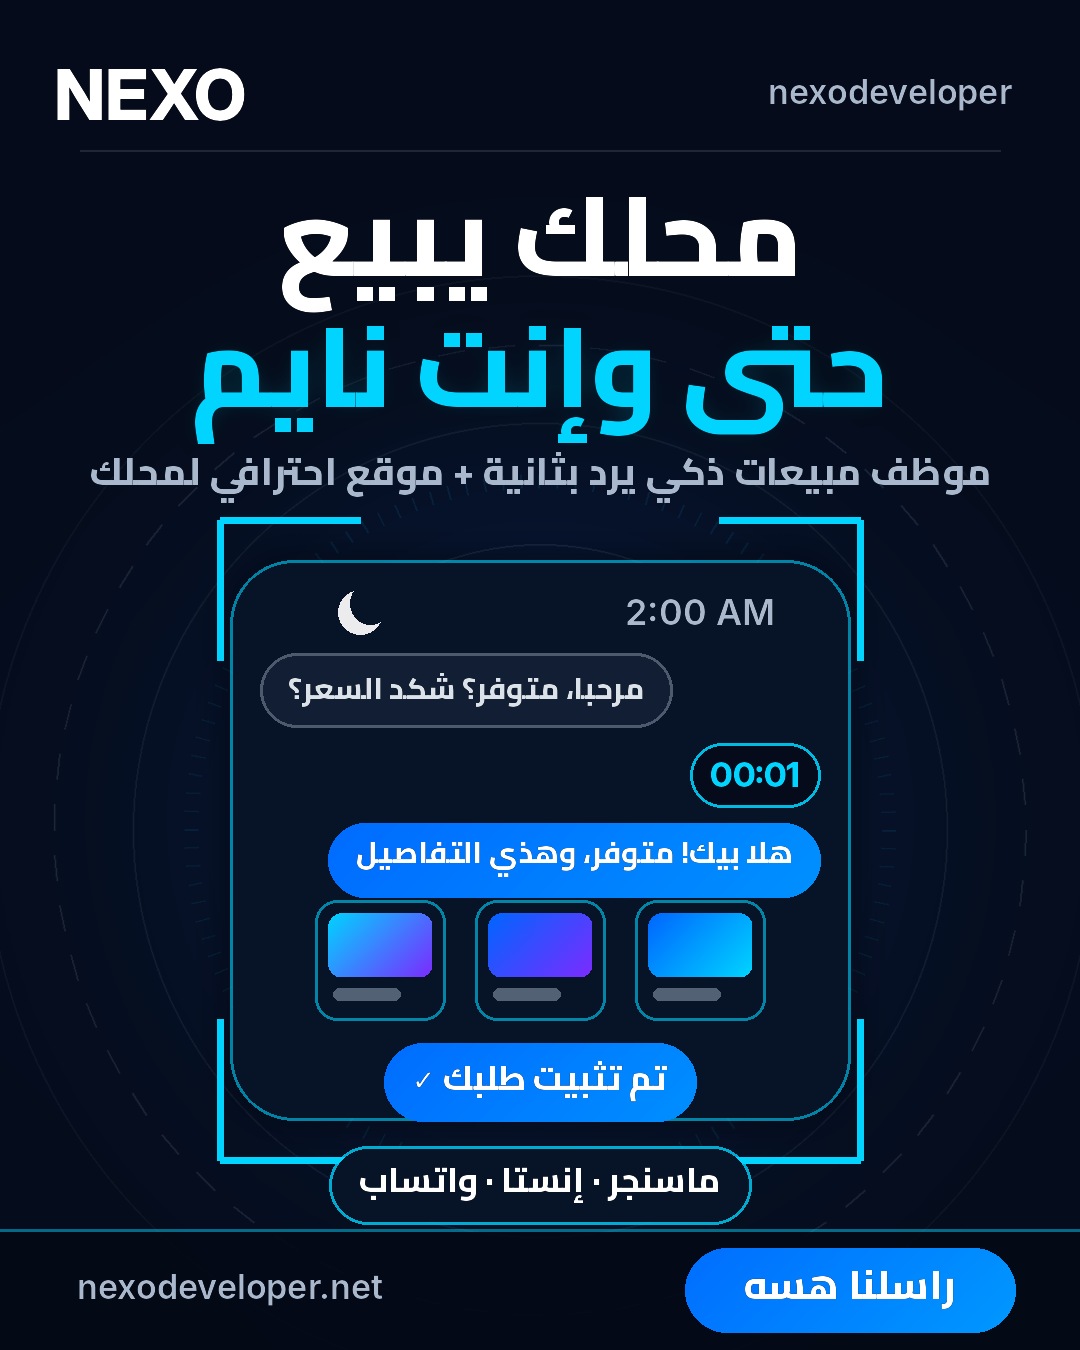 NEXO
nexodeveloper
محلك يبيع
حتى وإنت نايم
موظف مبيعات ذكي يرد بثانية + موقع احترافي لمحلك
2:00 AM
مرحبا، متوفر؟ شكد السعر؟
00:01
هلا بيك! متوفر، وهذي التفاصيل
تم تثبيت طلبك ✓
ماسنجر · إنستا · واتساب
راسلنا هسه
nexodeveloper.net